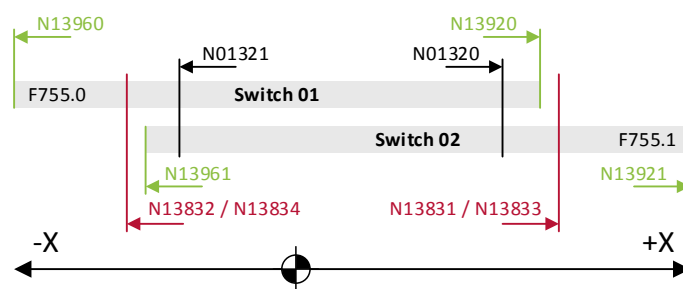 N13960
N13920
N01321
N01320
F755.0
Switch 01
Switch 02
F755.1
N13961
N13921
N13832 / N13834
N13831 / N13833
-X
+X